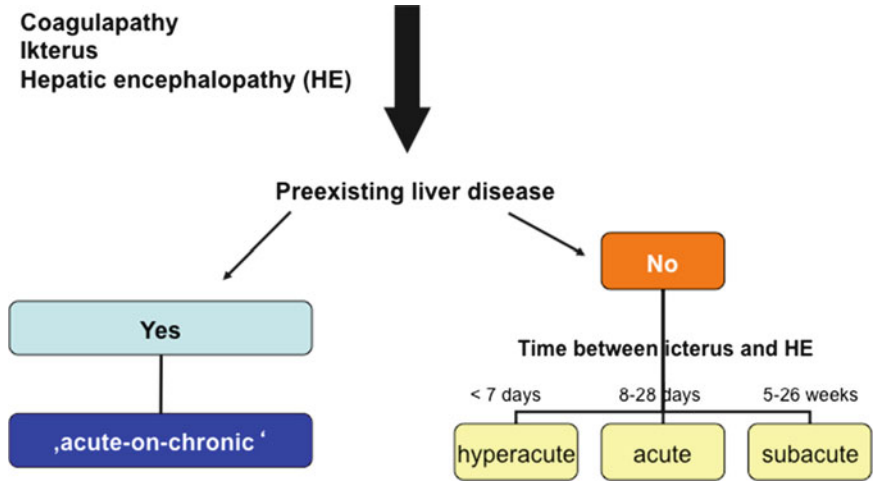 Coagulapathy
Ikterus
Hepatic encephalopathy (HE)
Preexisting liver disease
No
Yes
Time between icterus and HE
< 7 days 8-28 days 5-26 weeks
‚acute-on-chronic ‘
hyperacute acute subacute